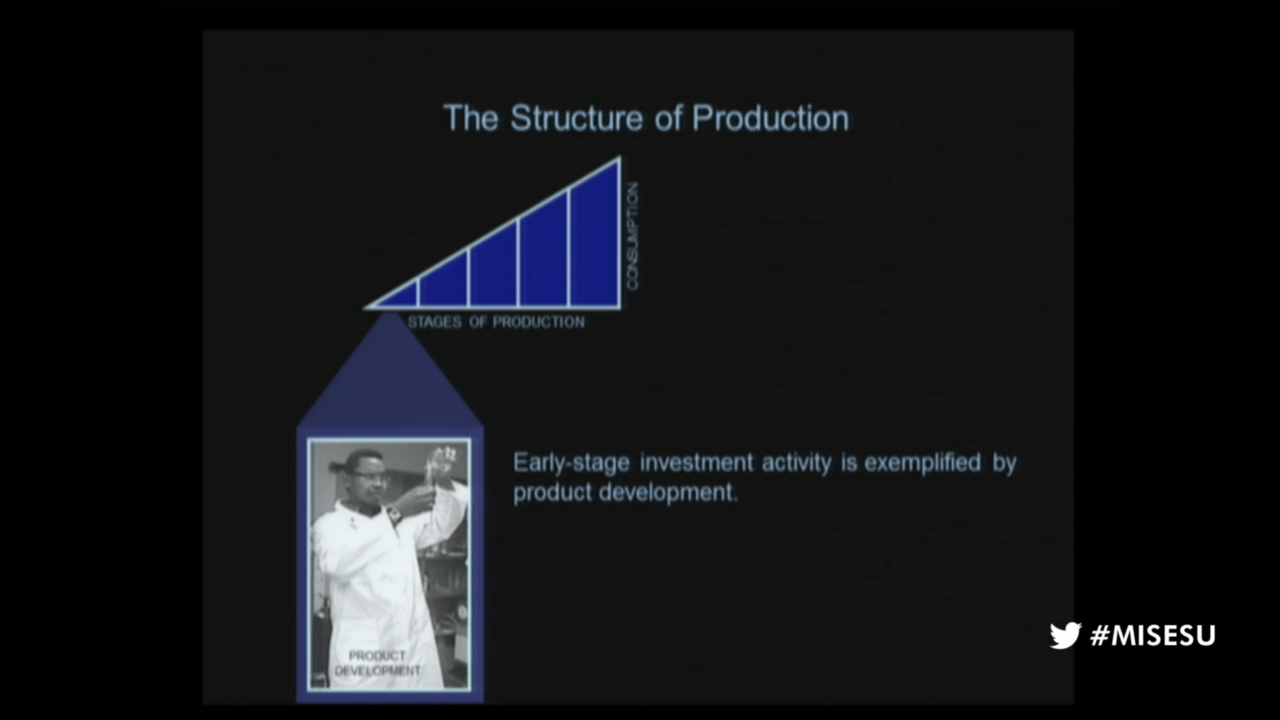 The Structure of Production
CONSUMPTION
STAGES OF PRODUCTION
Early-stage investment activity is exemplified by
product development.
PRODUCT
DEVELOPMENT
#MISESU